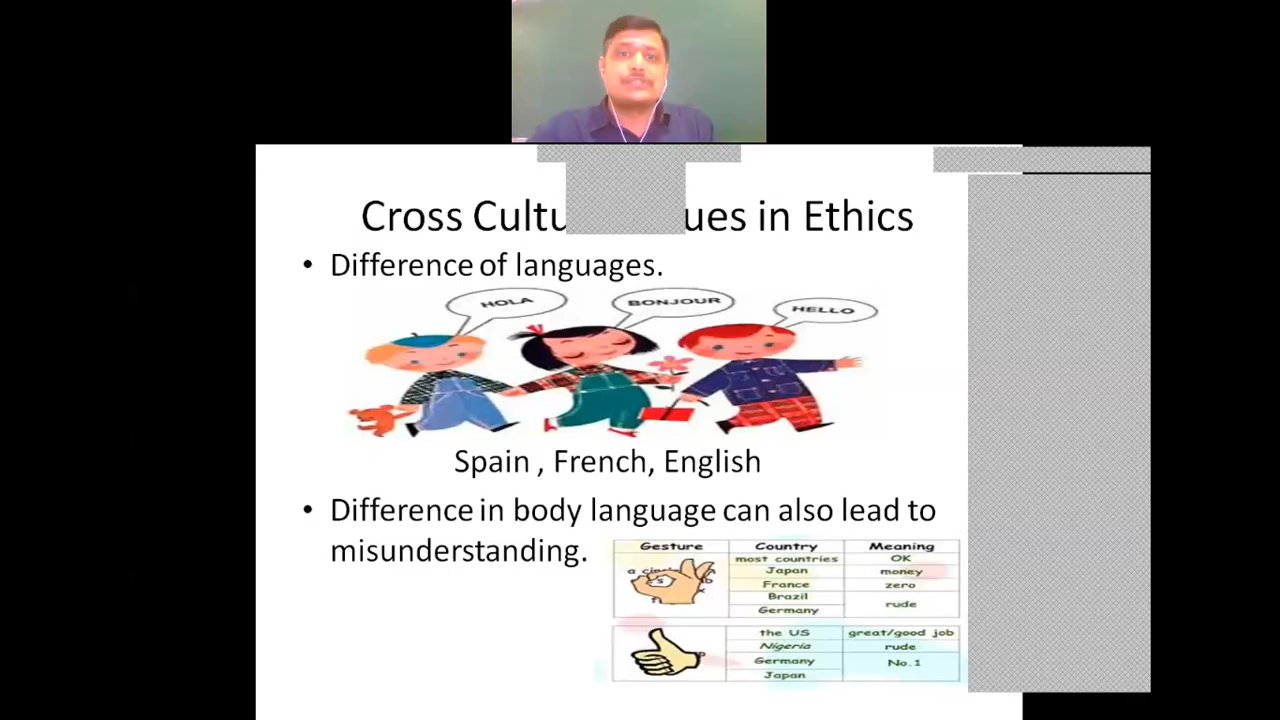 Cross Cultu ues in Ethics
• Difference of languages.
HOLA BONJOUR HELLO
Spain , French, English
• Difference in body language can also lead to
misunderstanding.
Gesture Country Meaning
most countries OK
Japan money
France zero
Brazil
rude
Germany
the US great/good job
Nigeria rude
Germany No.1
Japan